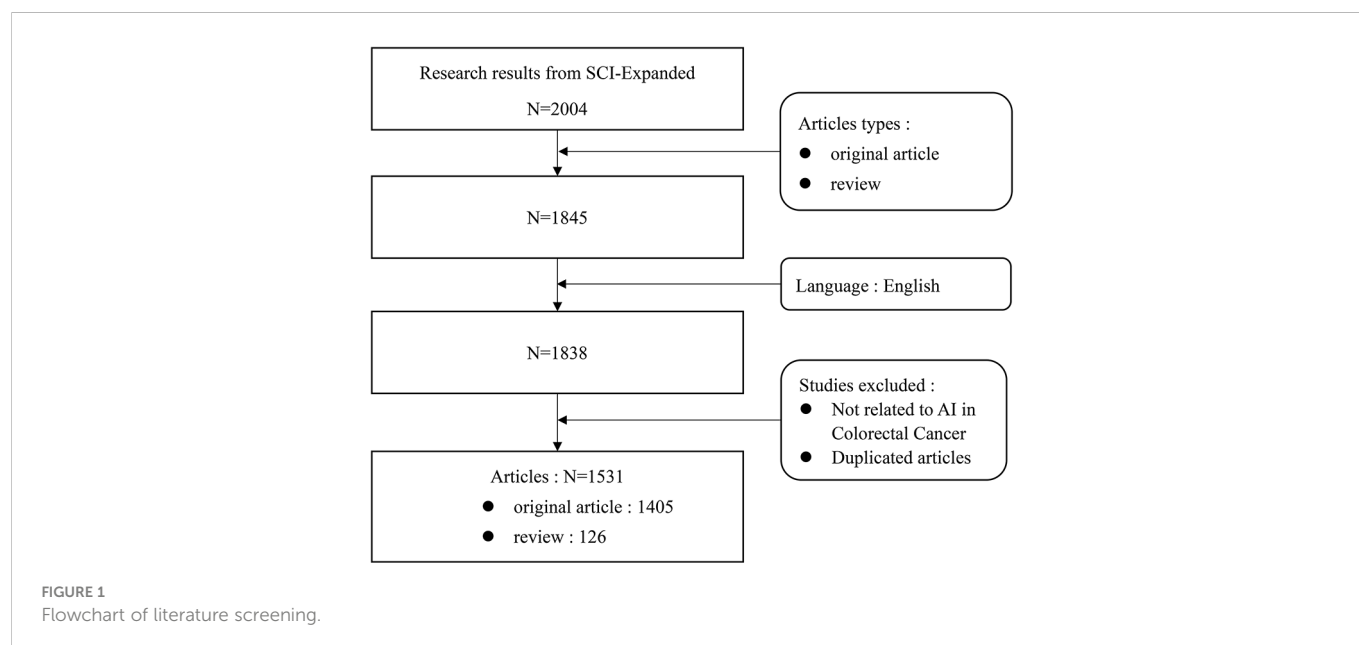 Research results from SCI-Expanded
N=2004
Articles types :
● original article
● review
N=1845
Language : English
N=1838
Studies excluded :
● Not related to AI in
Colorectal Cancer
● Duplicated articles
Articles : N=1531
● original article : 1405
● review : 126
FIGURE 1
Flowchart of literature screening.